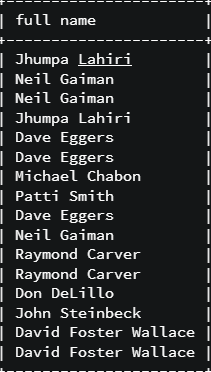 full name
Jhumpa Lahiri
Neil Gaiman
Neil Gaiman
Jhumpa Lahiri
Dave Eggers
Dave Eggers
Michael Chabon
Patti Smith
Dave Eggers
Neil Gaiman
Raymond Carver
Raymond Carver
Don DeLillo
John Steinbeck
David Foster Wallace
David Foster Wallace